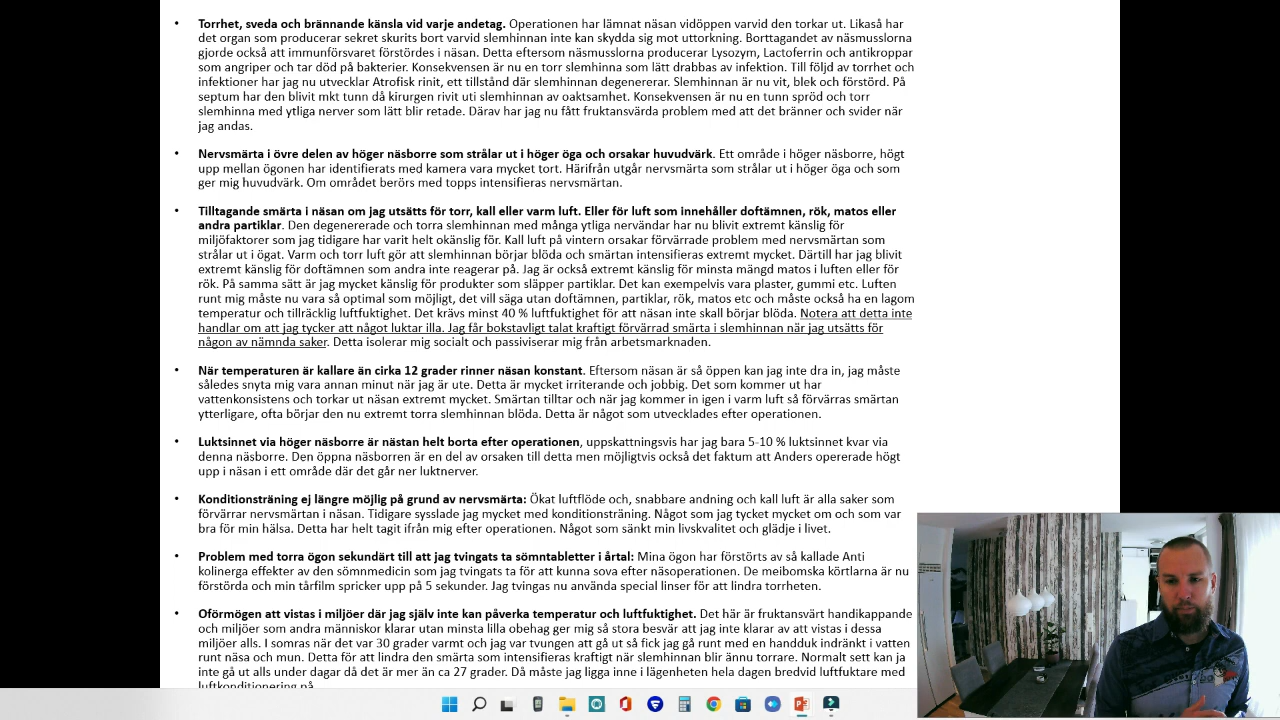 • Torrhet, sveda och brännande känsla vid varje andetag. Operationen har lämnat näsan vidöppen varvid den torkar ut. Likaså har
det organ som producerar sekret skurits bort varvid slemhinnan inte kan skydda sig mot uttorkning. Borttagandet av näsmusslorna
gjorde också att immunförsvaret förstördes i näsan. Detta eftersom näsmusslorna producerar Lysozym, Lactoferrin och antikroppar
som angriper och tar död på bakterier. Konsekvensen är nu en torr slemhinna som lätt drabbas av infektion. Till följd av torrhet och
infektioner har jag nu utvecklar Atrofisk rinit, ett tillstånd där slemhinnan degenererar. Slemhinnan är nu vit, blek och förstörd. På
septum har den blivit mkt tunn då kirurgen rivit uti slemhinnan av oaktsamhet. Konsekvensen är nu en tunn spröd och torr
slemhinna med ytliga nerver som lätt blir retade. Därav har jag nu fått fruktansvärda problem med att det bränner och svider när
jag andas.
• Nervsmärta i övre delen av höger näsborre som strålar ut i höger öga och orsakar huvudvärk. Ett område i höger näsborre, högt
upp mellan ögonen har identifierats med kamera vara mycket tort. Härifrån utgår nervsmärta som strålar ut i höger öga och som
ger mig huvudvärk. Om området berörs med topps intensifieras nervsmärtan.
• Tilltagande smärta i näsan om jag utsätts för torr, kall eller varm luft. Eller för luft som innehåller doftämnen, rök, matos eller
andra partiklar. Den degenererade och torra slemhinnan med många ytliga nervändar har nu blivit extremt känslig för
miljöfaktorer som jag tidigare har varit helt okänslig för. Kall luft på vintern orsakar förvärrade problem med nervsmärtan som
strålar ut i ögat. Varm och torr luft gör att slemhinnan börjar blöda och smärtan intensifieras extremt mycket. Därtill har jag blivit
extremt känslig för doftämnen som andra inte reagerar på. Jag är också extremt känslig för minsta mängd matos i luften eller för
rök. På samma sätt är jag mycket känslig för produkter som släpper partiklar. Det kan exempelvis vara plaster, gummi etc. Luften
runt mig måste nu vara så optimal som möjligt, det vill säga utan doftämnen, partiklar, rök, matos etc och måste också ha en lagom
temperatur och tillräcklig luftfuktighet. Det krävs minst 40 % luftfuktighet för att näsan inte skall börjar blöda. Notera att detta inte
handlar om att jag tycker att något luktar illa. Jag får bokstavligt talat kraftigt förvärrad smärta i slemhinnan när jag utsätts för
någon av nämnda saker. Detta isolerar mig socialt och passiviserar mig från arbetsmarknaden.
• När temperaturen är kallare än cirka 12 grader rinner näsan konstant. Eftersom näsan är så öppen kan jag inte dra in, jag måste
således snyta mig vara annan minut när jag är ute. Detta är mycket irriterande och jobbig. Det som kommer ut har
vattenkonsistens och torkar ut näsan extremt mycket. Smärtan tilltar och när jag kommer in igen i varm luft så förvärras smärtan
ytterligare, ofta börjar den nu extremt torra slemhinnan blöda. Detta är något som utvecklades efter operationen.
• Luktsinnet via höger näsborre är nästan helt borta efter operationen, uppskattningsvis har jag bara 5-10 % luktsinnet kvar via
denna näsborre. Den öppna näsborren är en del av orsaken till detta men möjligtvis också det faktum att Anders opererade högt
upp i näsan i ett område där det går ner luktnerver.
• Konditionsträning ej längre möjlig på grund av nervsmärta: Ökat luftflöde och, snabbare andning och kall luft är alla saker som
förvärrar nervsmärtan i näsan. Tidigare sysslade jag mycket med konditionsträning. Något som jag tycket mycket om och som var
bra för min hälsa. Detta har helt tagit ifrån mig efter operationen. Något som sänkt min livskvalitet och glädje i livet.
• Problem med torra ögon sekundärt till att jag tvingats ta sömntabletter i årtal: Mina ögon har förstörts av så kallade Anti
kolinerga effekter av den sömnmedicin som jag tvingats ta för att kunna sova efter näsoperationen. De meibomska körtlarna är nu
förstörda och min tårfilm spricker upp på 5 sekunder. Jag tvingas nu använda special linser för att lindra torrheten.
• Oförmögen att vistas i miljöer där jag själv inte kan påverka temperatur och luftfuktighet. Det här är fruktansvärt handikappande
och miljöer som andra människor klarar utan minsta lilla obehag ger mig så stora besvär att jag inte klarar av att vistas i dessa
miljöer alls. I somras när det var 30 grader varmt och jag var tvungen att gå ut så fick jag gå runt med en handduk indränkt i vatten
runt näsa och mun. Detta för att lindra den smärta som intensifieras kraftigt när slemhinnan blir ännu torrare. Normalt sett kan ja
inte gå ut alls under dagar då det är mer än ca 27 grader. Då måste jag ligga inne i lägenheten hela dagen bredvid luftfuktare med
luftkonditionering på.